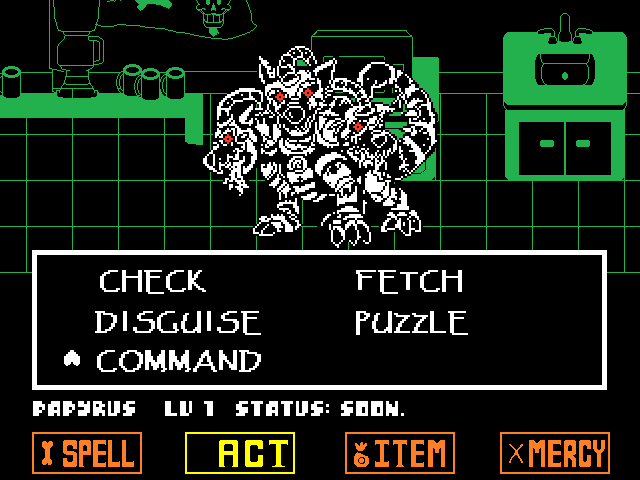 CHECK FETCH
DISGUISE PUZZLE
COMMAND
PAPYRUS LV 1 STATUS: SOON.
SPELL ACT ITEM MERCY